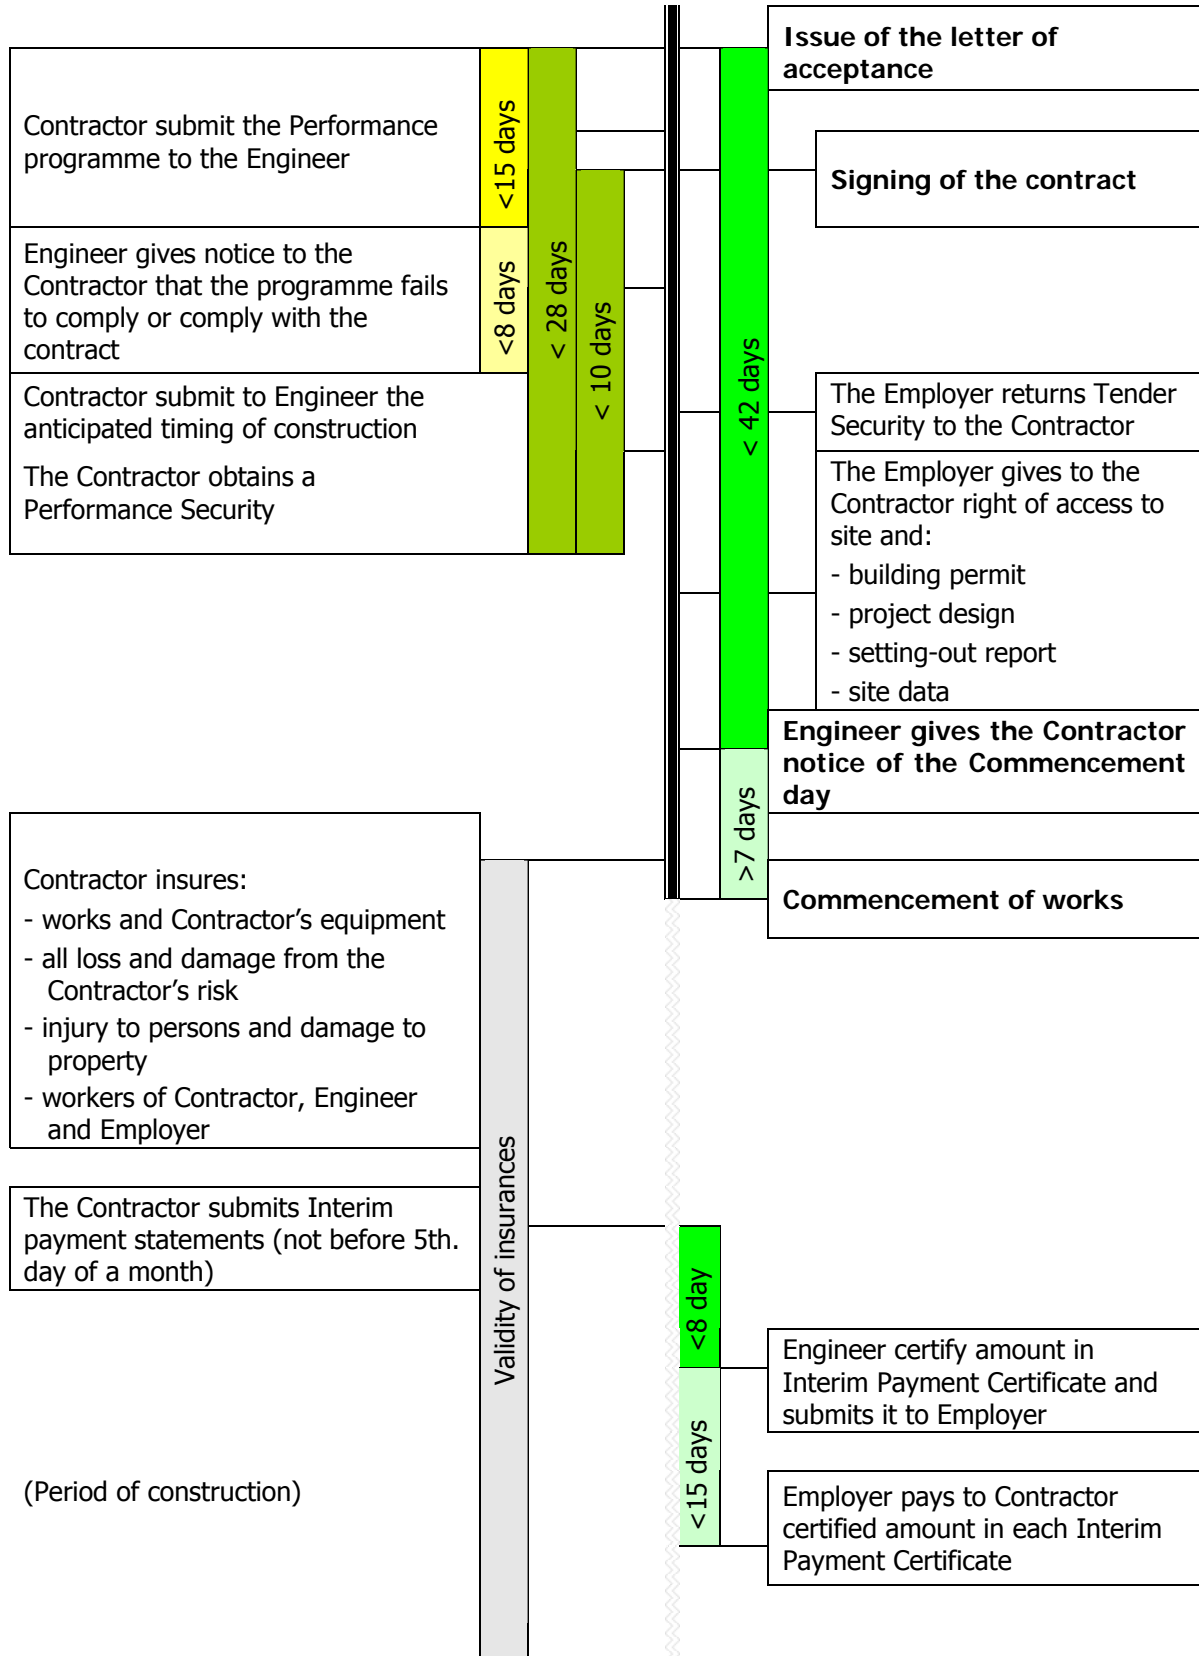 Issue of the letter of
acceptance
Contractor submit the Performance
programme to the Engineer
<15 days
Signing of the contract
Engineer gives notice to the
Contractor that the programme fails
to comply or comply with the
contract
<8 days
< 28 days
< 10 days
< 42 days
Contractor submit to Engineer the
anticipated timing of construction
The Contractor obtains a
Performance Security
The Employer returns Tender
Security to the Contractor
The Employer gives to the
Contractor right of access to
site and:
- building permit
- project design
- setting-out report
- site data
Engineer gives the Contractor
notice of the Commencement
day
>7 days
Commencement of works
Contractor insures:
- works and Contractor's equipment
- all loss and damage from the
Contractor's risk
- injury to persons and damage to
property
- workers of Contractor, Engineer
and Employer
Validity of insurances
The Contractor submits Interim
payment statements (not before 5th.
day of a month)
<8 day
Engineer certify amount in
Interim Payment Certificate and
submits it to Employer
<15 days
(Period of construction)
Employer pays to Contractor
certified amount in each Interim
Payment Certificate